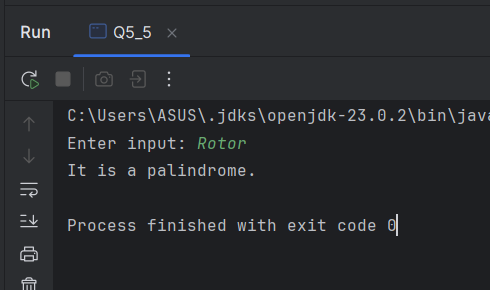 Run Q5_5
C:\Users\ASUS\.jdks\openjdk-23.0.2\bin\java
Enter input: Rotor
It is a palindrome.
Process finished with exit code 0